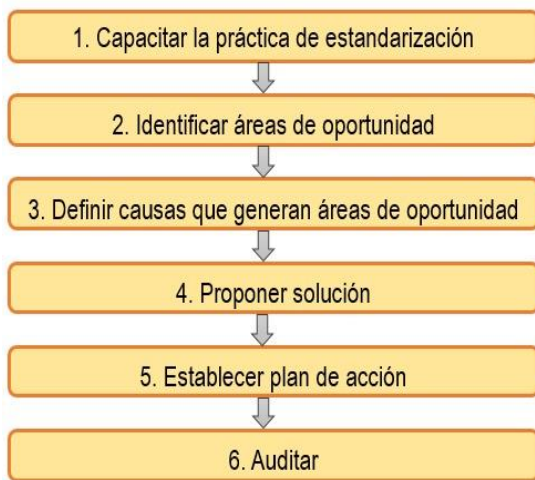 1. Capacitar la práctica de estandarización
2. Identificar áreas de oportunidad
3. Definir causas que generan áreas de oportunidad
4. Proponer solución
5. Establecer plan de acción
6. Auditar